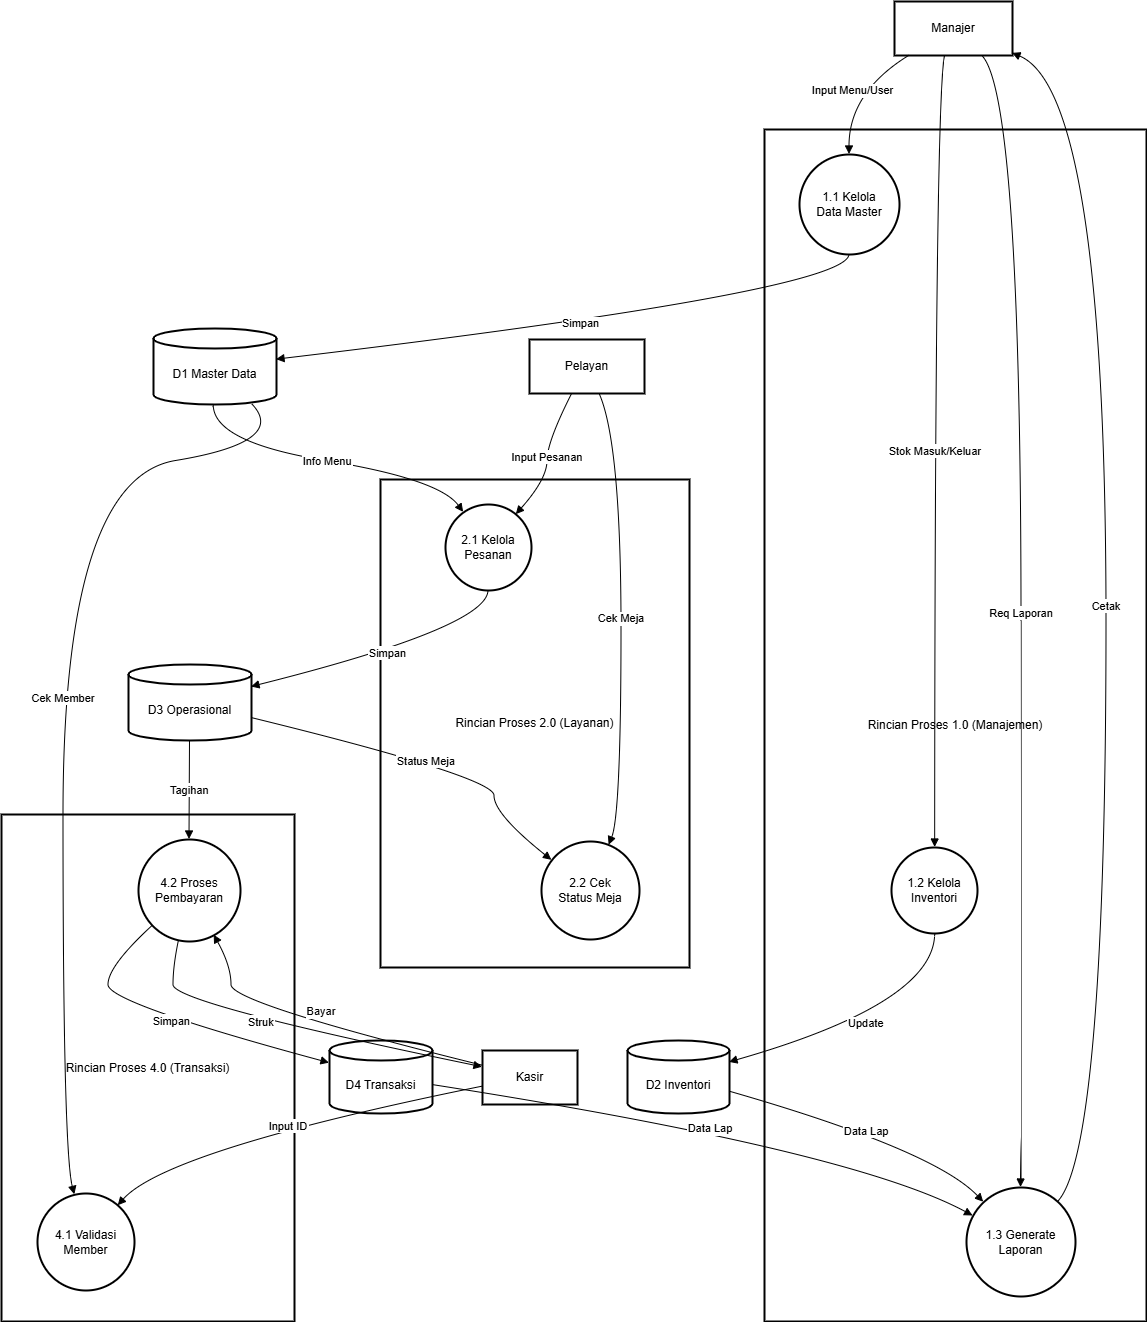 Manajer
Input Menu/User
1.1 Kelola
Data Master
Simpan
D1 Master Data
Pelayan
Info Menu
Input Pesanan
Stok Masuk/Keluar
2.1 Kelola
Pesanan
Cek Meja
Req Laporan
Cetak
Simpan
Cek Member
D3 Operasional
Rincian Proses 2.0 (Layanan)
Rincian Proses 1.0 (Manajemen)
Status Meja
Tagihan
4.2 Proses
Pembayaran
2.2 Cek
Status Meja
1.2 Kelola
Inventori
Bayar
Simpan
Struk
Update
Rincian Proses 4.0 (Transaksi)
D4 Transaksi
Kasir
D2 Inventori
Input ID
Data Lap
Data Lap
4.1 Validasi
Member
1.3 Generate
Laporan